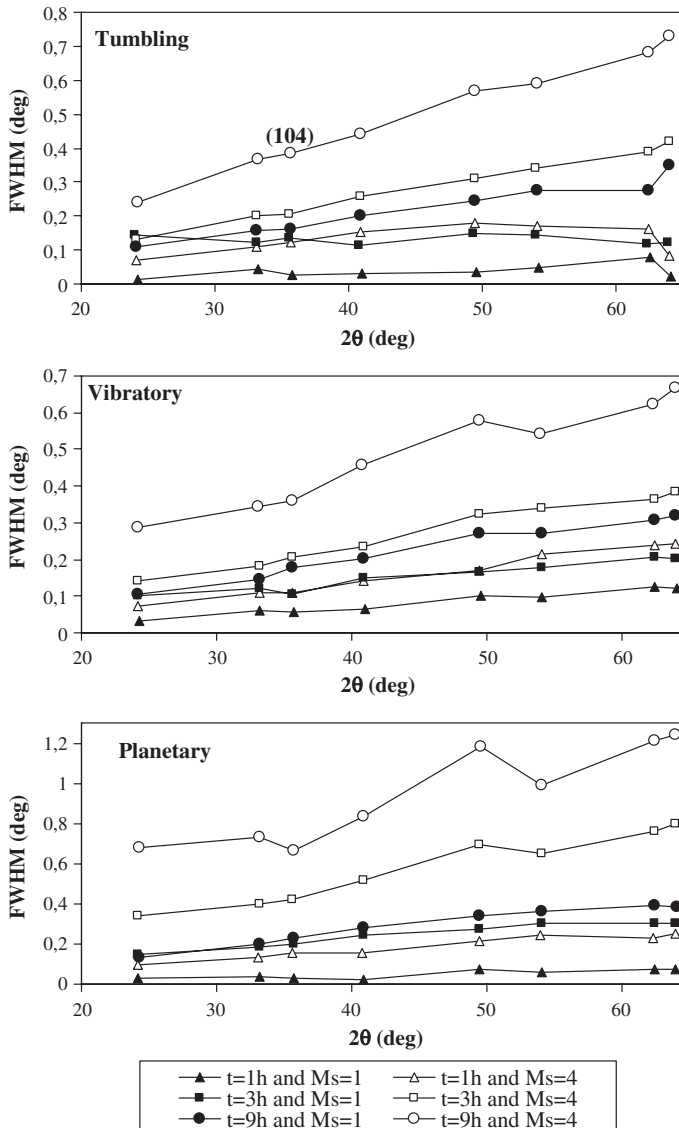 0,8
Tumbling
0,7
0,6
0,5
(104)
0,4
0,3
0,2
0,1
0
FWHM (deg)
20 30 40 50 60
2θ (deg)
0,7
Vibratory
0,6
0,5
0,4
0,3
0,2
0,1
0
FWHM (deg)
20 30 40 50 60
2θ (deg)
1,2
Planetary
1
0,8
0,6
0,4
0,2
0
FWHM (deg)
20 30 40 50 60
2θ (deg)
t=1h and Ms=1 t=1h and Ms=4
t=3h and Ms=1 t=3h and Ms=4
t=9h and Ms=1 t=9h and Ms=4